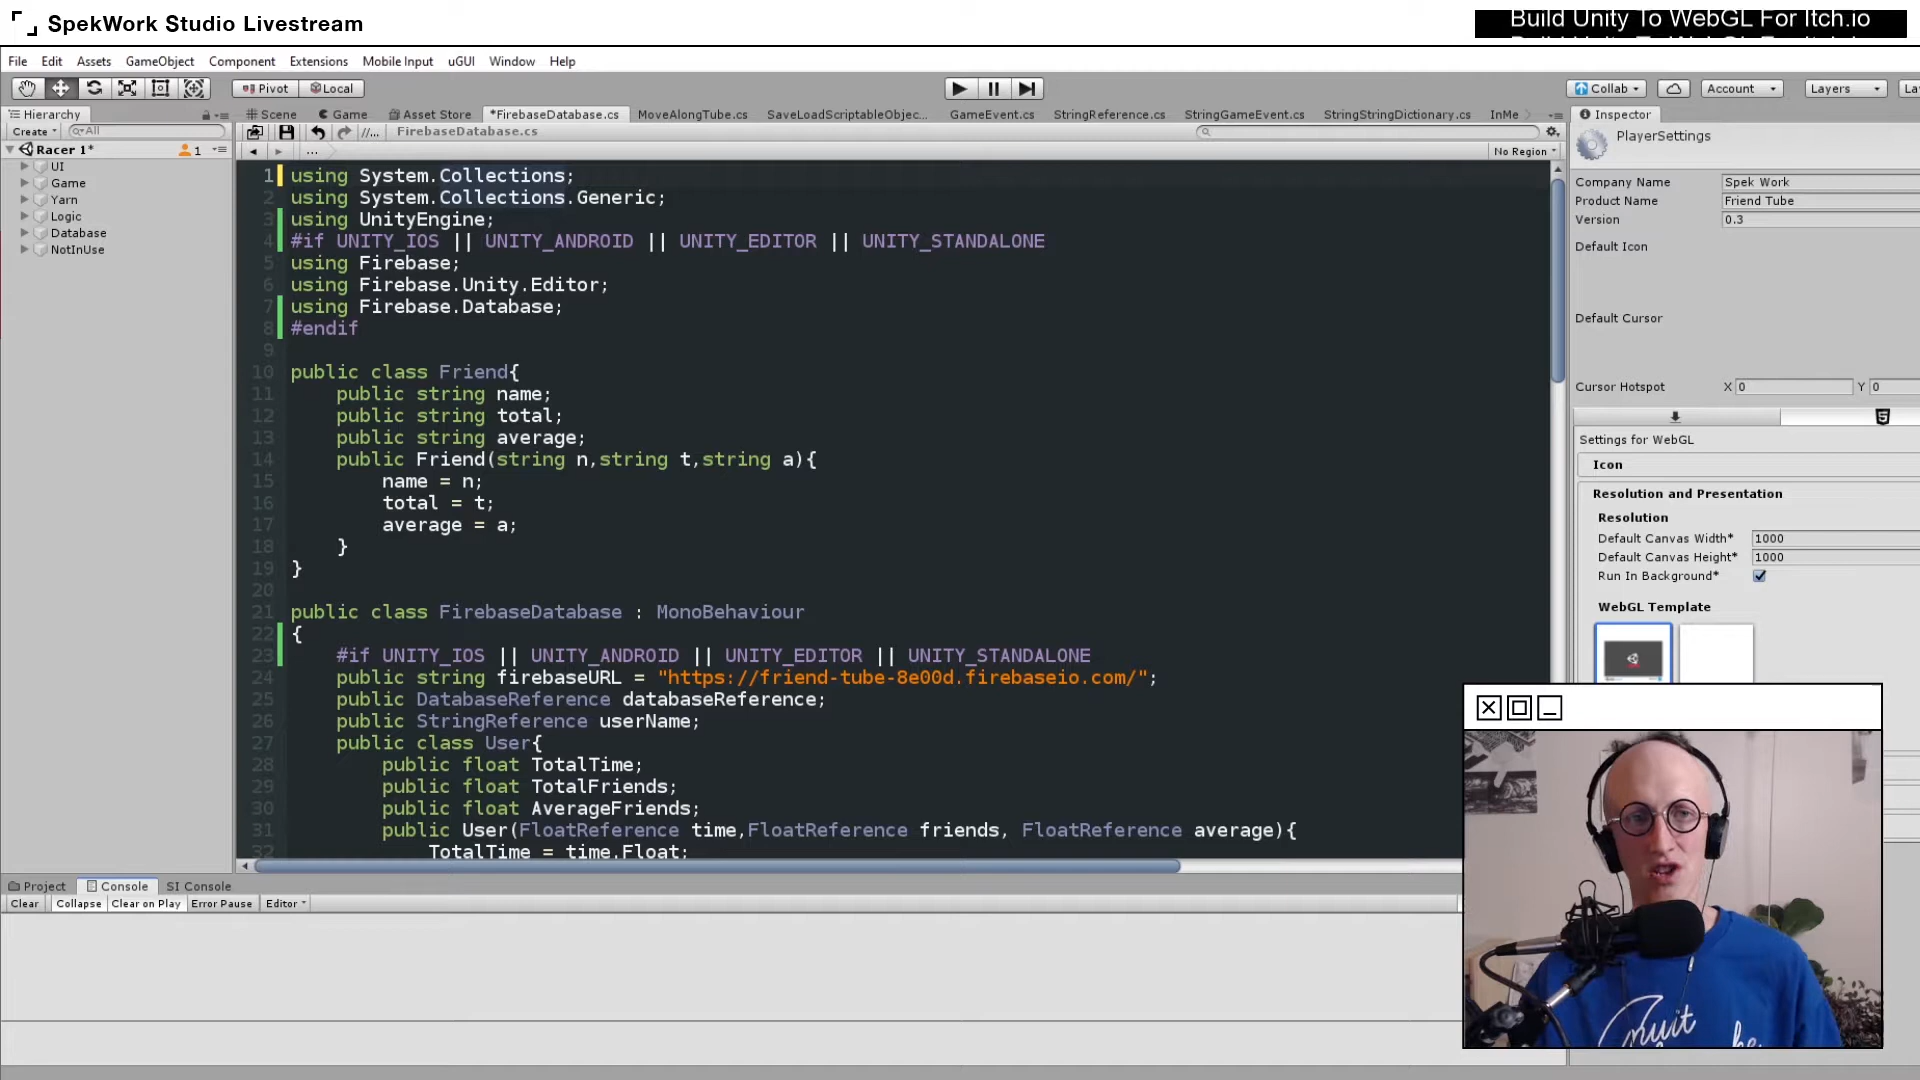 SpekWork Studio Livestream
Build Unity To WebGL For Itch.io
File Edit Assets GameObject Component Extensions Mobile Input uGUI Window Help
Pivot Local
Collab Account Layers
Hierarchy
Scene Game Asset Store *FirebaseDatabase.cs MoveAlongTube.cs SaveLoadScriptableObjec... GameEvent.cs StringReference.cs StringGameEvent.cs StringStringDictionary.cs InMe
Inspector
Create All
//... FirebaseDatabase.cs
PlayerSettings
Racer 1* 1
... No Region
UI
Game
Yarn
Logic
Database
NotInUse
1 using System.Collections;
2 using System.Collections.Generic;
3 using UnityEngine;
4 #if UNITY_IOS || UNITY_ANDROID || UNITY_EDITOR || UNITY_STANDALONE
5 using Firebase;
6 using Firebase.Unity.Editor;
7 using Firebase.Database;
8 #endif
9
10 public class Friend{
11 public string name;
12 public string total;
13 public string average;
14 public Friend(string n,string t,string a){
15 name = n;
16 total = t;
17 average = a;
18 }
19 }
20
21 public class FirebaseDatabase : MonoBehaviour
22 {
23 #if UNITY_IOS || UNITY_ANDROID || UNITY_EDITOR || UNITY_STANDALONE
24 public string firebaseURL = "https://friend-tube-8e00d.firebaseio.com/";
25 public DatabaseReference databaseReference;
26 public StringReference userName;
27 public class User{
28 public float TotalTime;
29 public float TotalFriends;
30 public float AverageFriends;
31 public User(FloatReference time,FloatReference friends, FloatReference average){
32 TotalTime = time.Float;
Company Name Spek Work
Product Name Friend Tube
Version 0.3
Default Icon
Default Cursor
Cursor Hotspot X 0 Y 0
Settings for WebGL
Icon
Resolution and Presentation
Resolution
Default Canvas Width* 1000
Default Canvas Height* 1000
Run In Background*
WebGL Template
Project Console SI Console
Clear Collapse Clear on Play Error Pause Editor